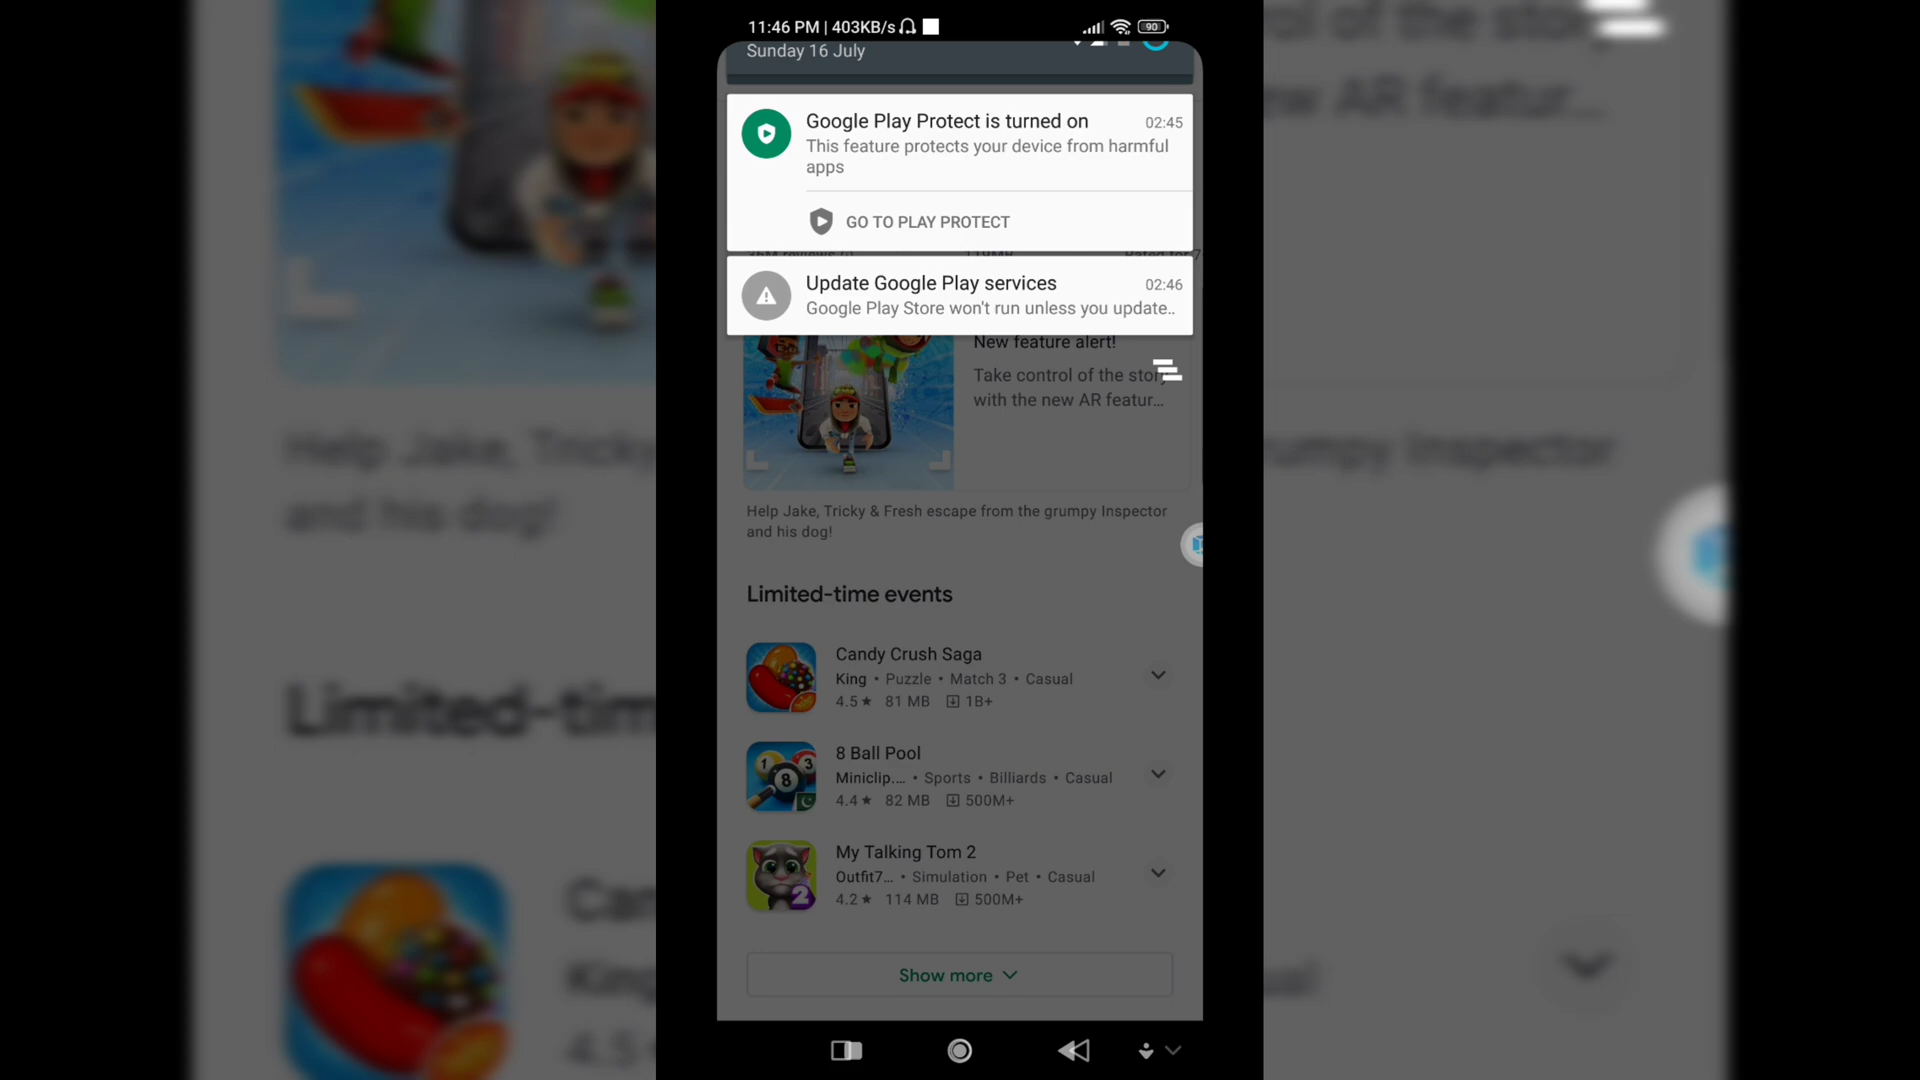 11:46 PM | 403KB/s
90
Sunday 16 July
Google Play Protect is turned on
02:45
This feature protects your device from harmful
apps
GO TO PLAY PROTECT
Update Google Play services
02:46
Google Play Store won't run unless you update..
New feature alert!
Take control of the story
with the new AR featur...
Help Jake, Tricky & Fresh escape from the grumpy Inspector
and his dog!
Limited-time events
Candy Crush Saga
King • Puzzle • Match 3 • Casual
4.5★ 81 MB 1B+
8 Ball Pool
Miniclip.... • Sports • Billiards • Casual
4.4★ 82 MB 500M+
My Talking Tom 2
Outfit7... • Simulation • Pet • Casual
4.2★ 114 MB 500M+
Show more